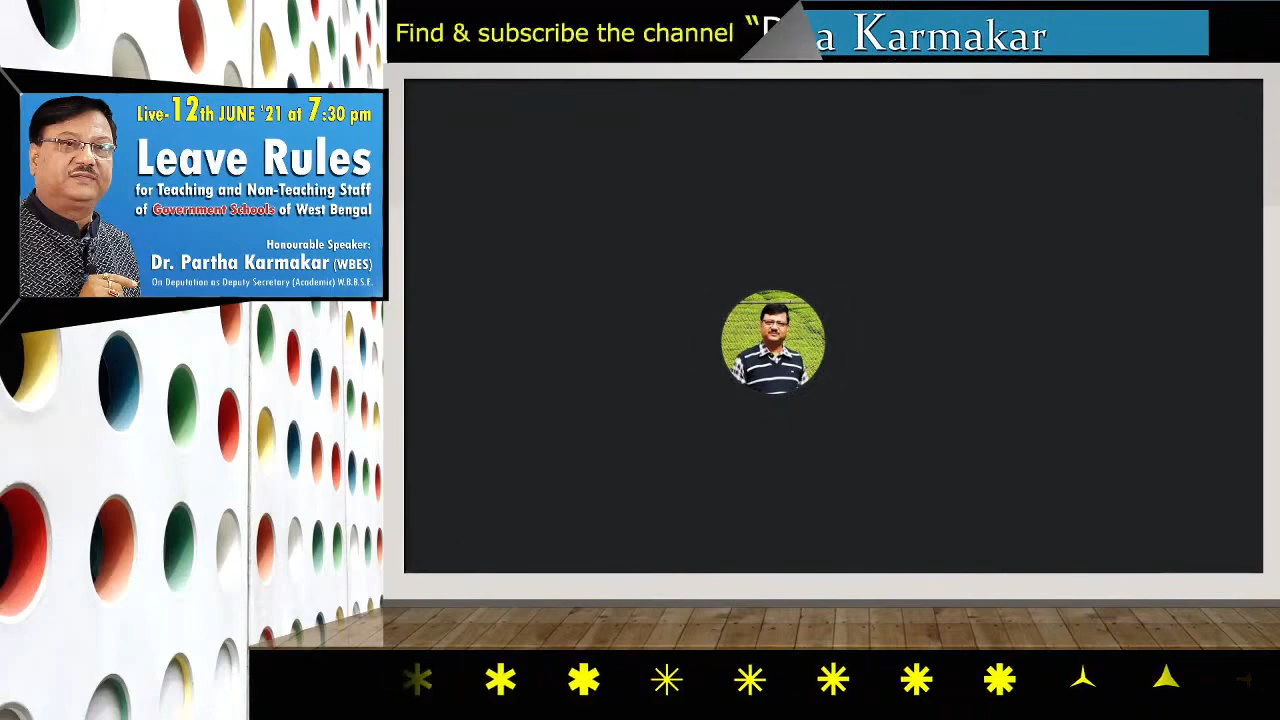 Find & subscribe the channel "
a Karmakar
Live-12th JUNE '21 at 7:30 pm
Leave Rules
for Teaching and Non-Teaching Staff
of Government Schools of West Bengal
Honourable Speaker:
Dr. Partha Karmakar (WBES)
On Deputation as Deputy Secretary (Academic) W.B.B.S.E.